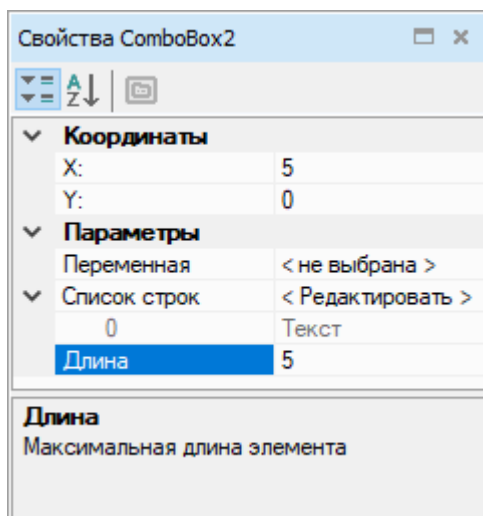 Свойства ComboBox2
A
Z
Координаты
X: 5
Y: 0
Параметры
Переменная < не выбрана >
Список строк < Редактировать >
0 Текст
Длина 5
Длина
Максимальная длина элемента